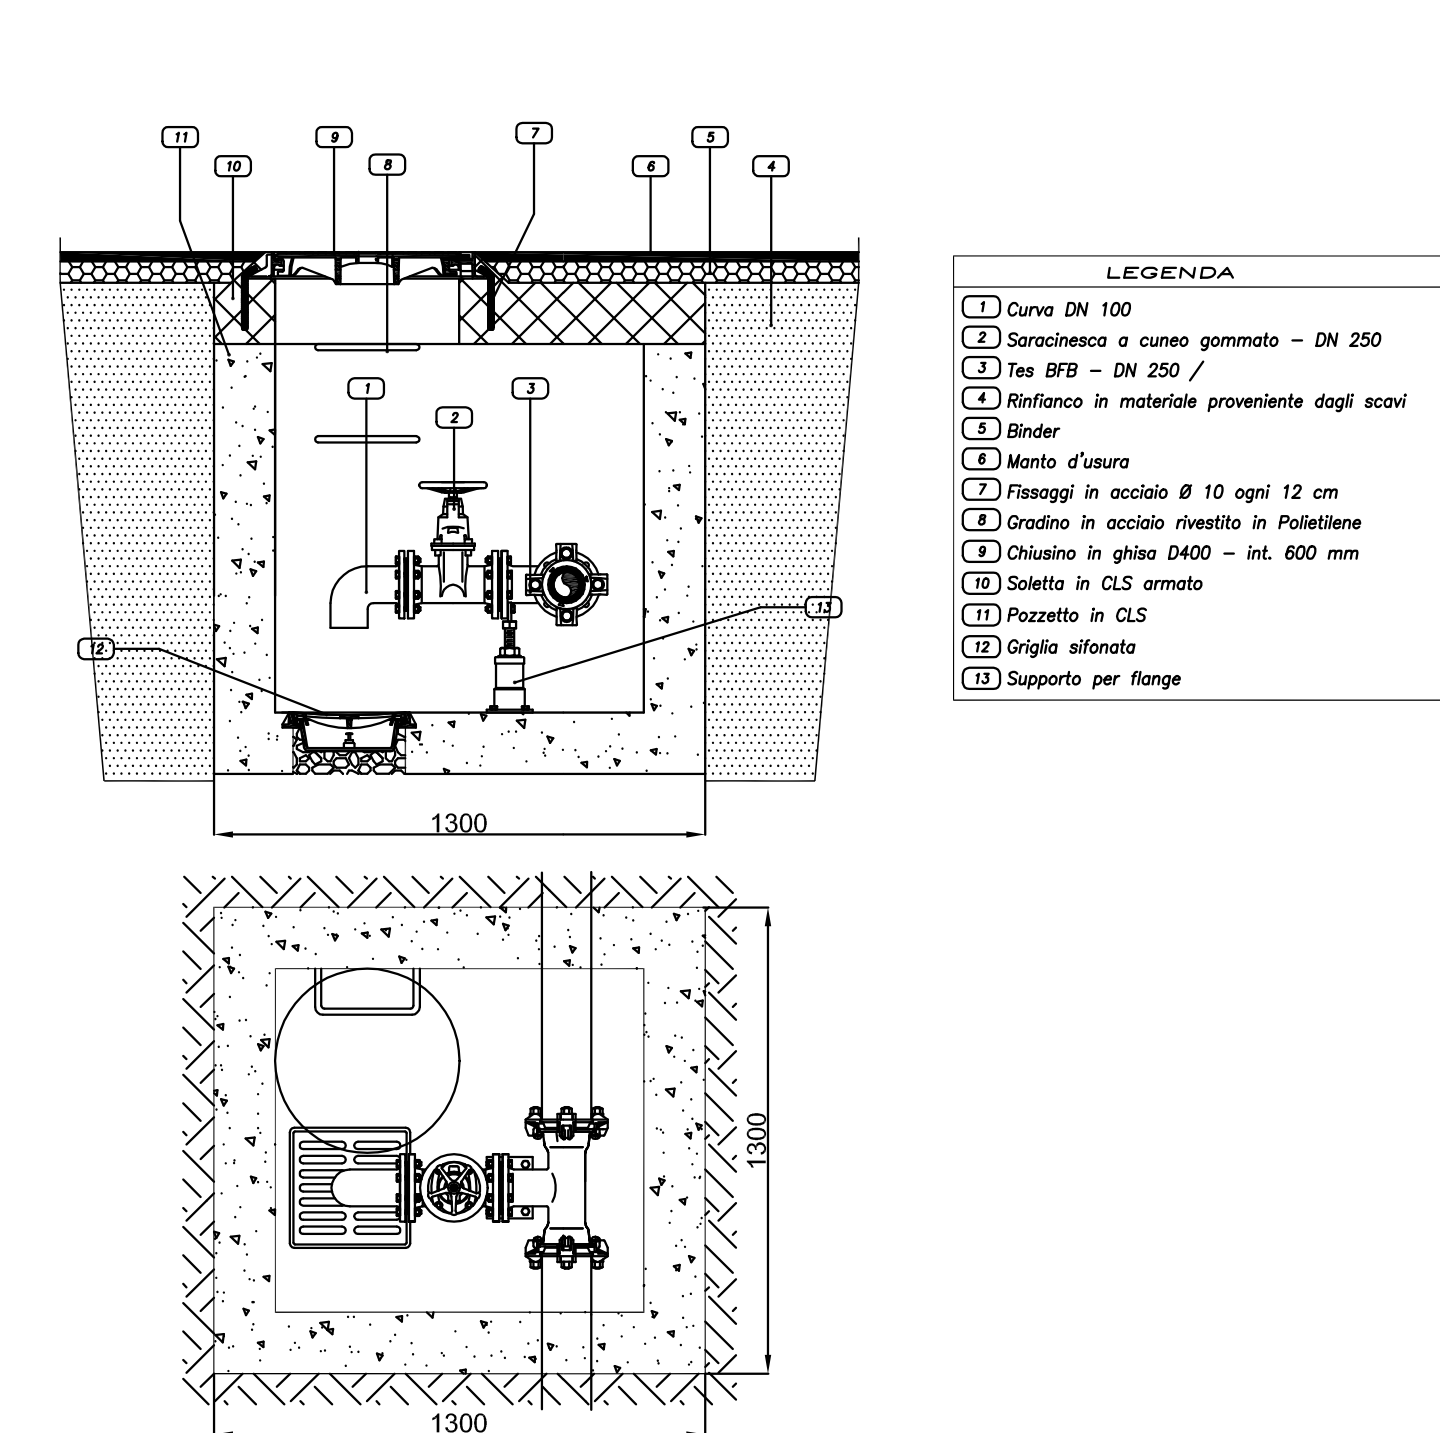 11
9
7
5
10
8
6
4
LEGENDA
1 Curva DN 100
2 Saracinesca a cuneo gommato – DN 250
3 Tes BFB – DN 250 /
4 Rinfianco in materiale proveniente dagli scavi
5 Binder
6 Manto d'usura
7 Fissaggi in acciaio Ø 10 ogni 12 cm
8 Gradino in acciaio rivestito in Polietilene
9 Chiusino in ghisa D400 – int. 600 mm
10 Soletta in CLS armato
11 Pozzetto in CLS
12 Griglia sifonata
13 Supporto per flange
1
3
2
13
12
1300
1300
1300